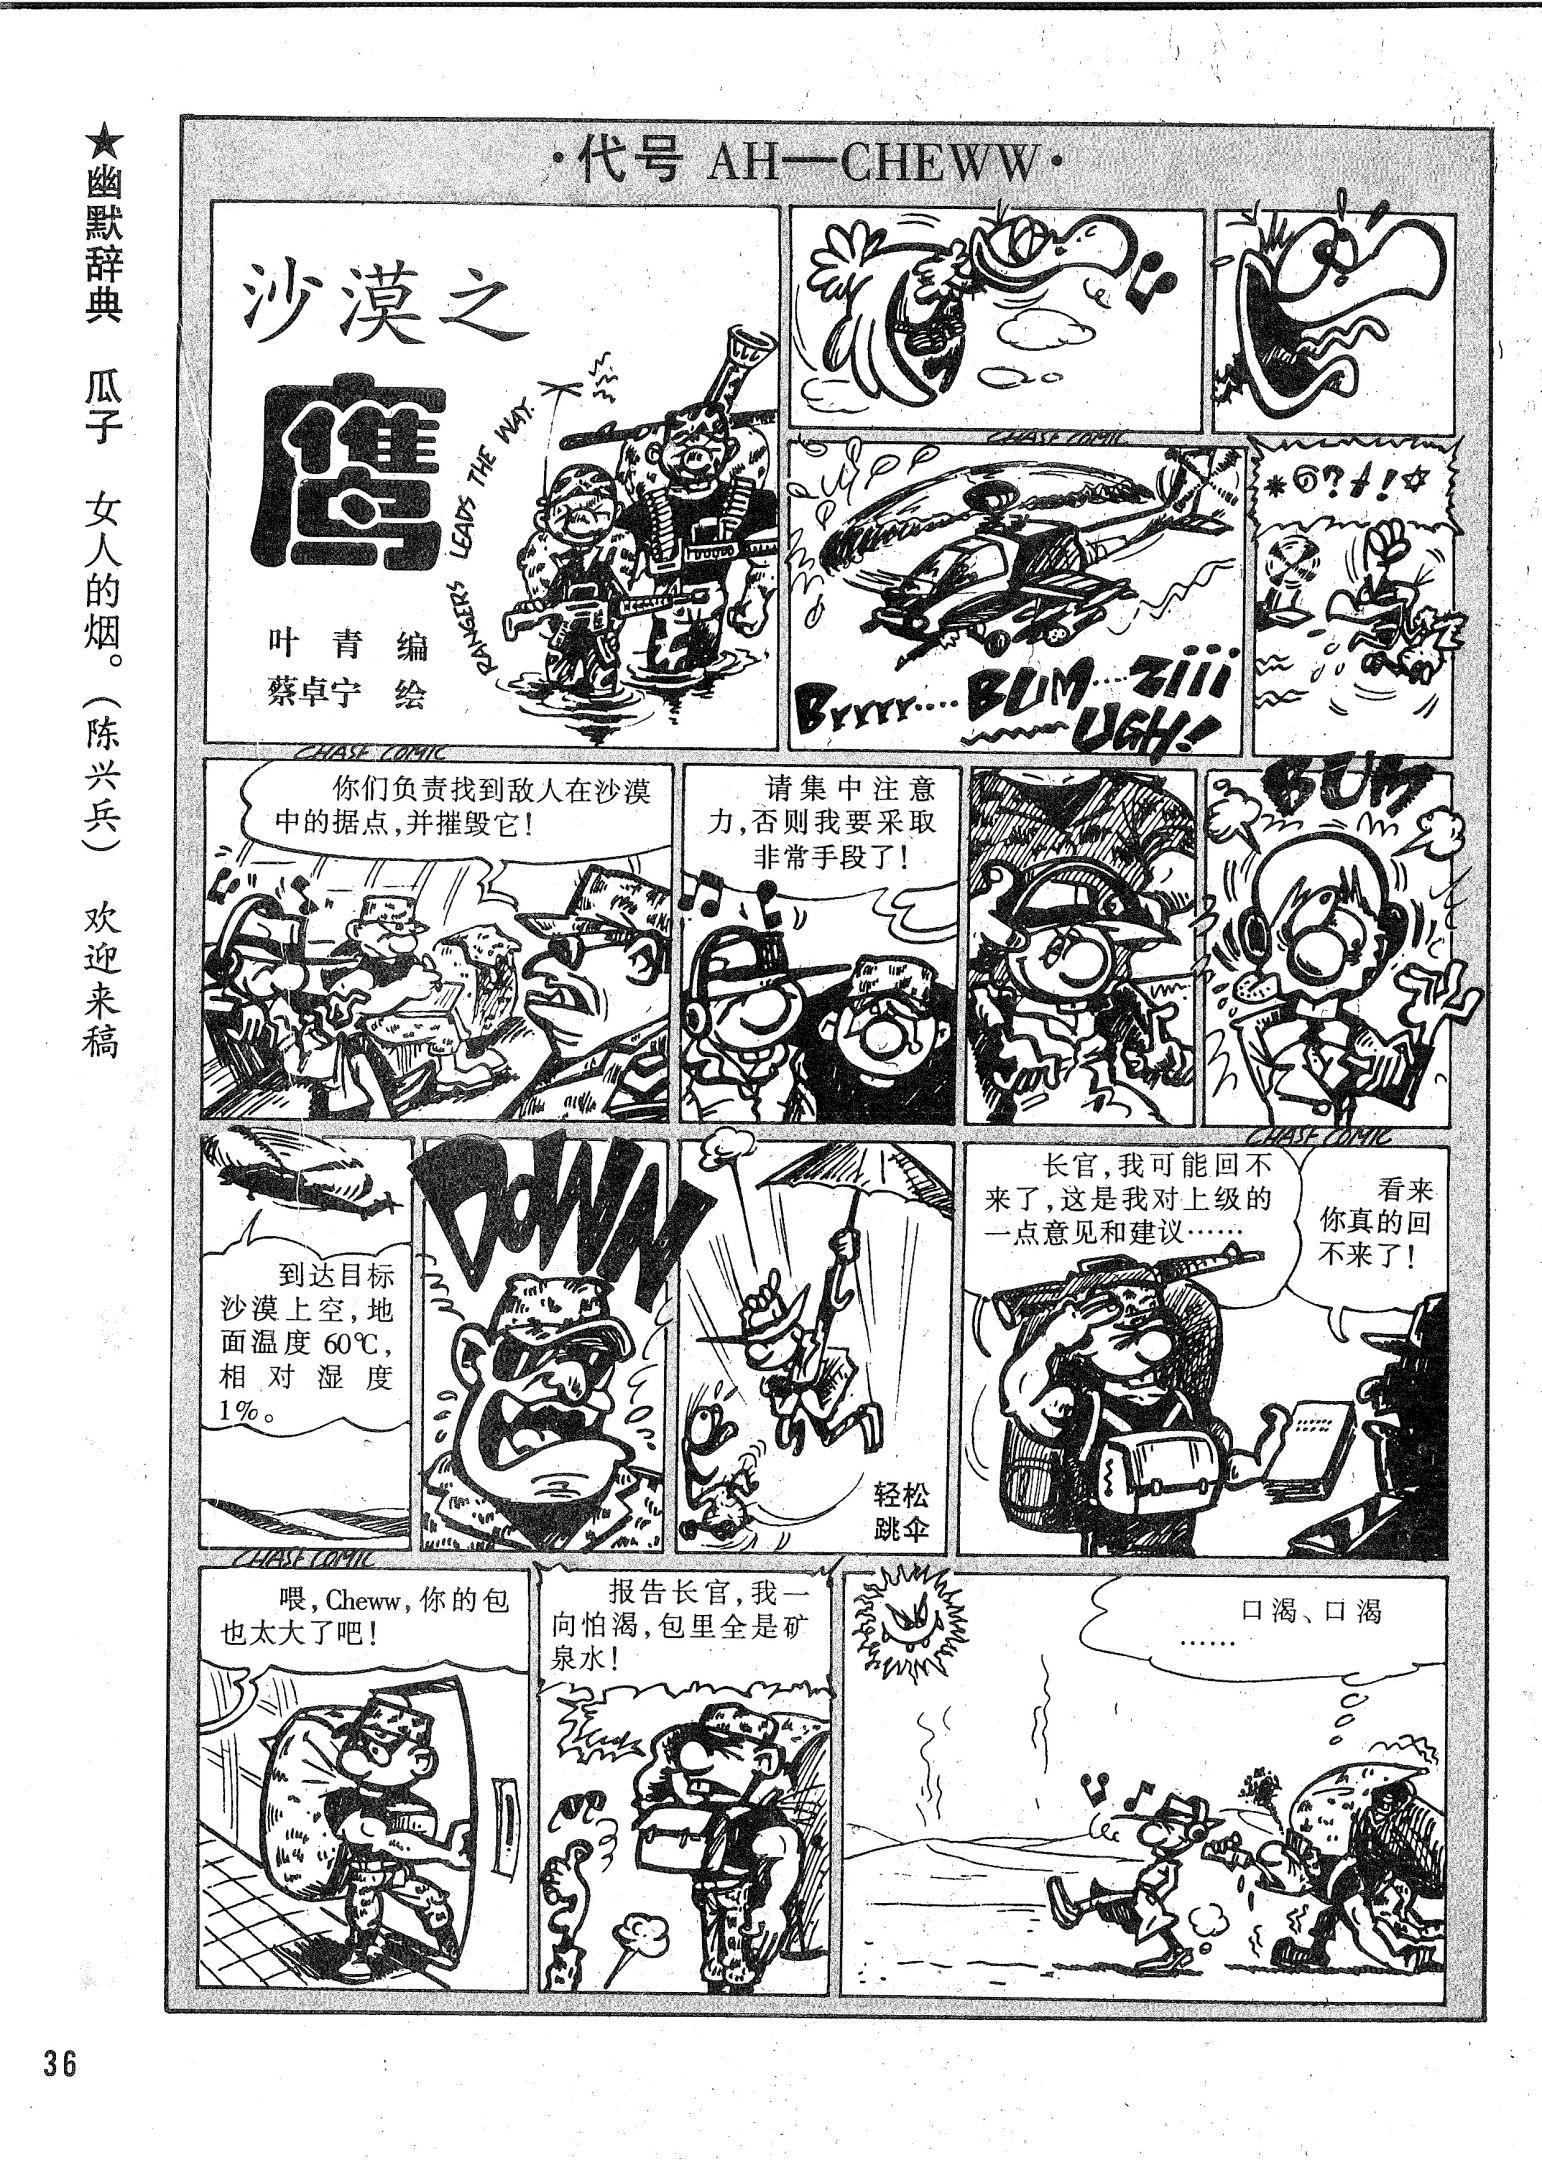 ★幽默辞典 瓜子 女人的烟。(陈兴兵) 欢迎来稿
·代号 AH—CHEWW·
沙漠之
鹰
RANGERS LEADS THE WAY.
叶青 编
蔡卓宁 绘
CHASE COMIC
CHASE COMIC
Brrrr.... BUM.... ziiii
UGH!
☆!?!@*
你们负责找到敌人在沙漠
中的据点,并摧毁它!
请集中注意
力,否则我要采取
非常手段了!
BUM
CHASE COMIC
到达目标
沙漠上空,地
面温度 60℃,
相对湿度
1%。
DOWN
轻松
跳伞
长官,我可能回不
来了,这是我对上级的
一点意见和建议……
看来
你真的回
不来了!
CHASE COMIC
喂,Cheww,你的包
也太大了吧!
报告长官,我一
向怕渴,包里全是矿
泉水!
口渴、口渴
……
36